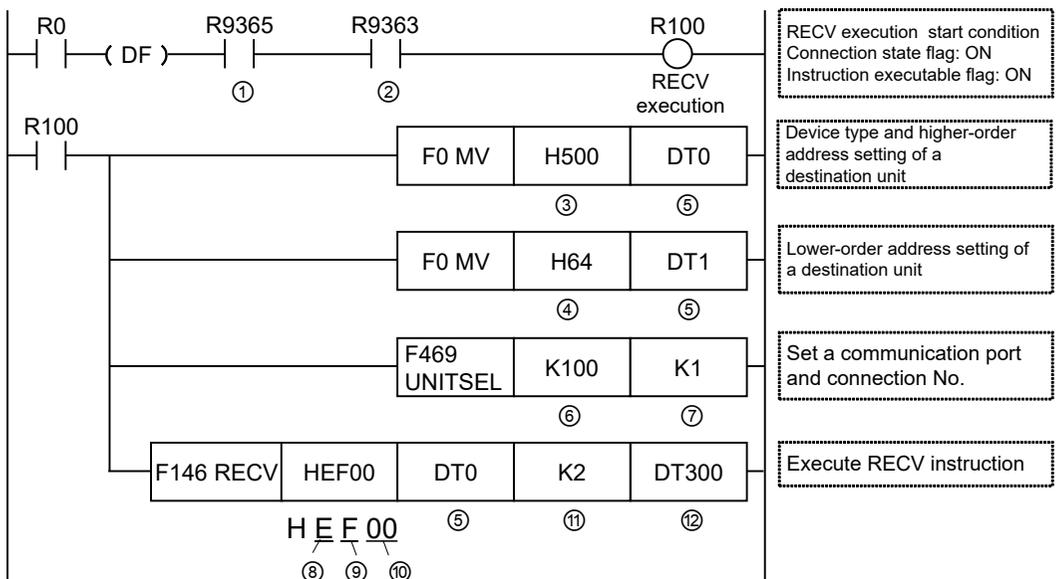 R0 R9365 R9363 R100
( DF )
① ② RECV
execution
RECV execution start condition
Connection state flag: ON
Instruction executable flag: ON
R100
F0 MV H500 DT0
③ ⑤
Device type and higher-order
address setting of a
destination unit
F0 MV H64 DT1
④ ⑤
Lower-order address setting of
a destination unit
F469
UNITSEL K100 K1
⑥ ⑦
Set a communication port
and connection No.
F146 RECV HEF00 DT0 K2 DT300
⑤ ⑪ ⑫
Execute RECV instruction
H E F 00
⑧ ⑨ ⑩